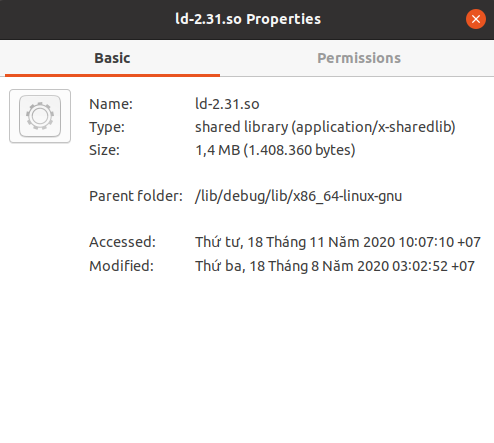 ld-2.31.so Properties
Basic Permissions
Name: ld-2.31.so
Type: shared library (application/x-sharedlib)
Size: 1,4 MB (1.408.360 bytes)
Parent folder: /lib/debug/lib/x86_64-linux-gnu
Accessed: Thứ tư, 18 Tháng 11 Năm 2020 10:07:10 +07
Modified: Thứ ba, 18 Tháng 8 Năm 2020 03:02:52 +07